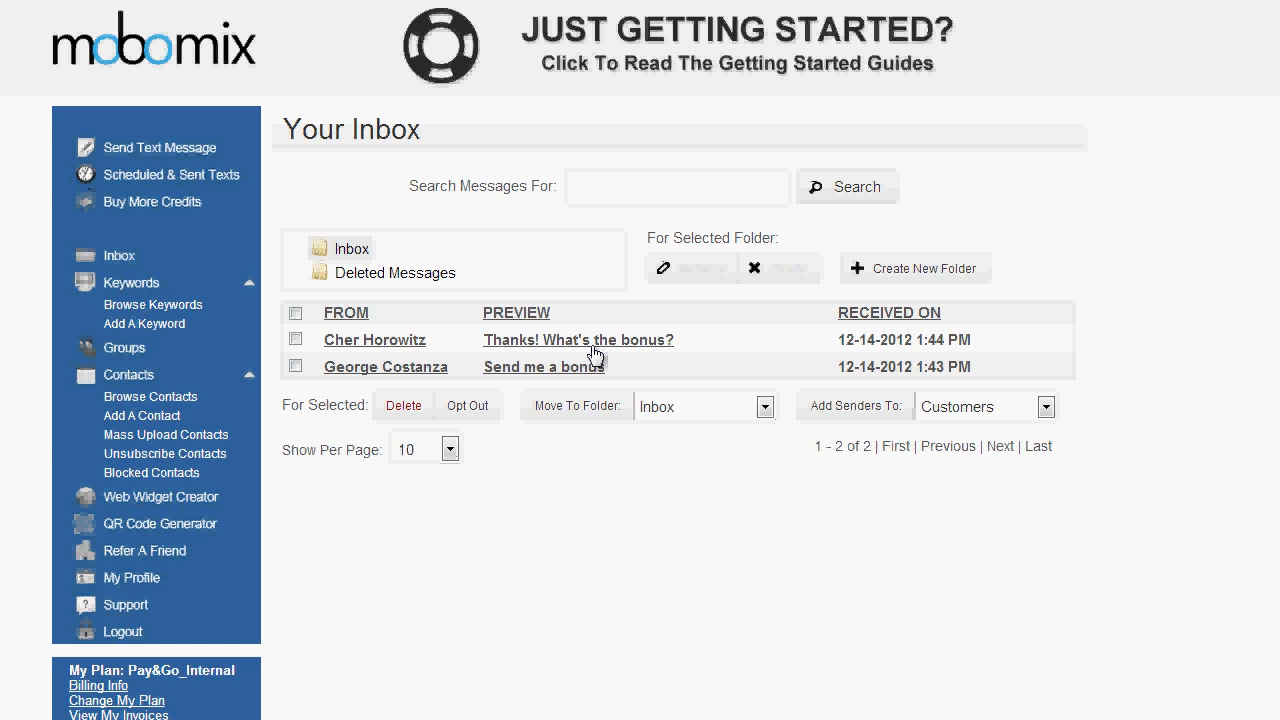 mobomix
JUST GETTING STARTED?
Click To Read The Getting Started Guides
Send Text Message
Scheduled & Sent Texts
Buy More Credits
Inbox
Keywords
Browse Keywords
Add A Keyword
Groups
Contacts
Browse Contacts
Add A Contact
Mass Upload Contacts
Unsubscribe Contacts
Blocked Contacts
Web Widget Creator
QR Code Generator
Refer A Friend
My Profile
Support
Logout
My Plan: Pay&Go_Internal
Billing Info
Change My Plan
View My Invoices
Your Inbox
Search Messages For: Search
Inbox
Deleted Messages
For Selected Folder:
Create New Folder
FROM PREVIEW RECEIVED ON
Cher Horowitz Thanks! What's the bonus? 12-14-2012 1:44 PM
George Costanza Send me a bonus 12-14-2012 1:43 PM
For Selected: Delete Opt Out Move To Folder: Inbox Add Senders To: Customers
Show Per Page: 10 1 - 2 of 2 | First | Previous | Next | Last